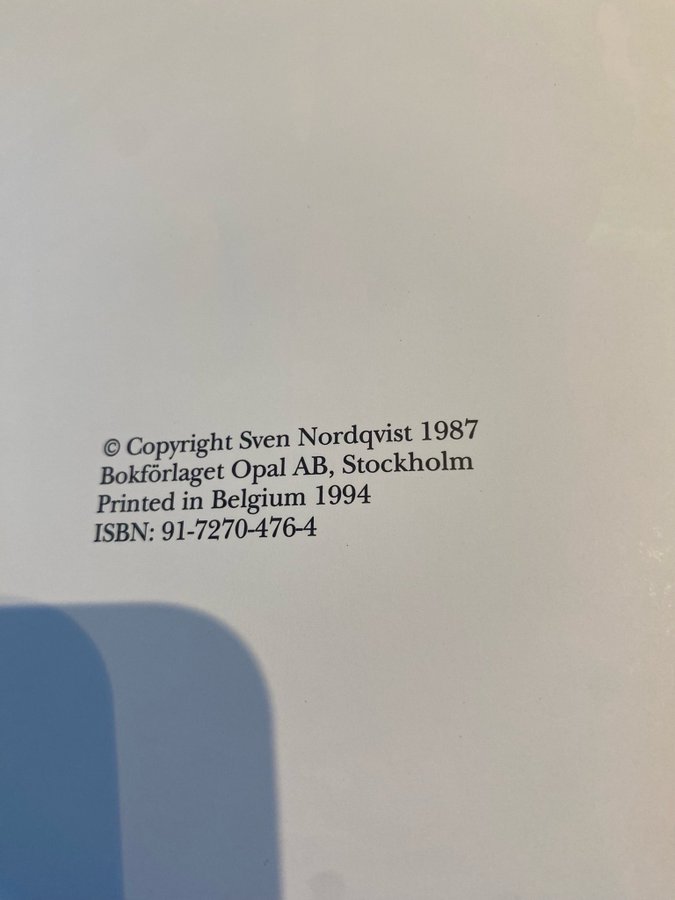 © Copyright Sven Nordqvist 1987
Bokförlaget Opal AB, Stockholm
Printed in Belgium 1994
ISBN: 91-7270-476-4